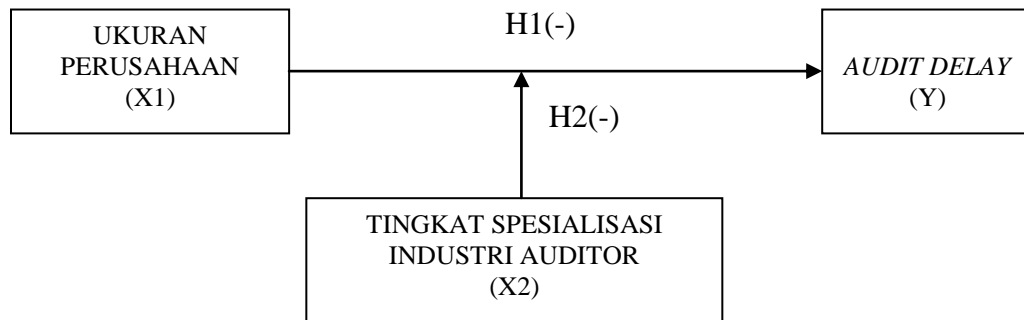 UKURAN
PERUSAHAAN
(X1)
H1(-)
AUDIT DELAY
(Y)
H2(-)
TINGKAT SPESIALISASI
INDUSTRI AUDITOR
(X2)